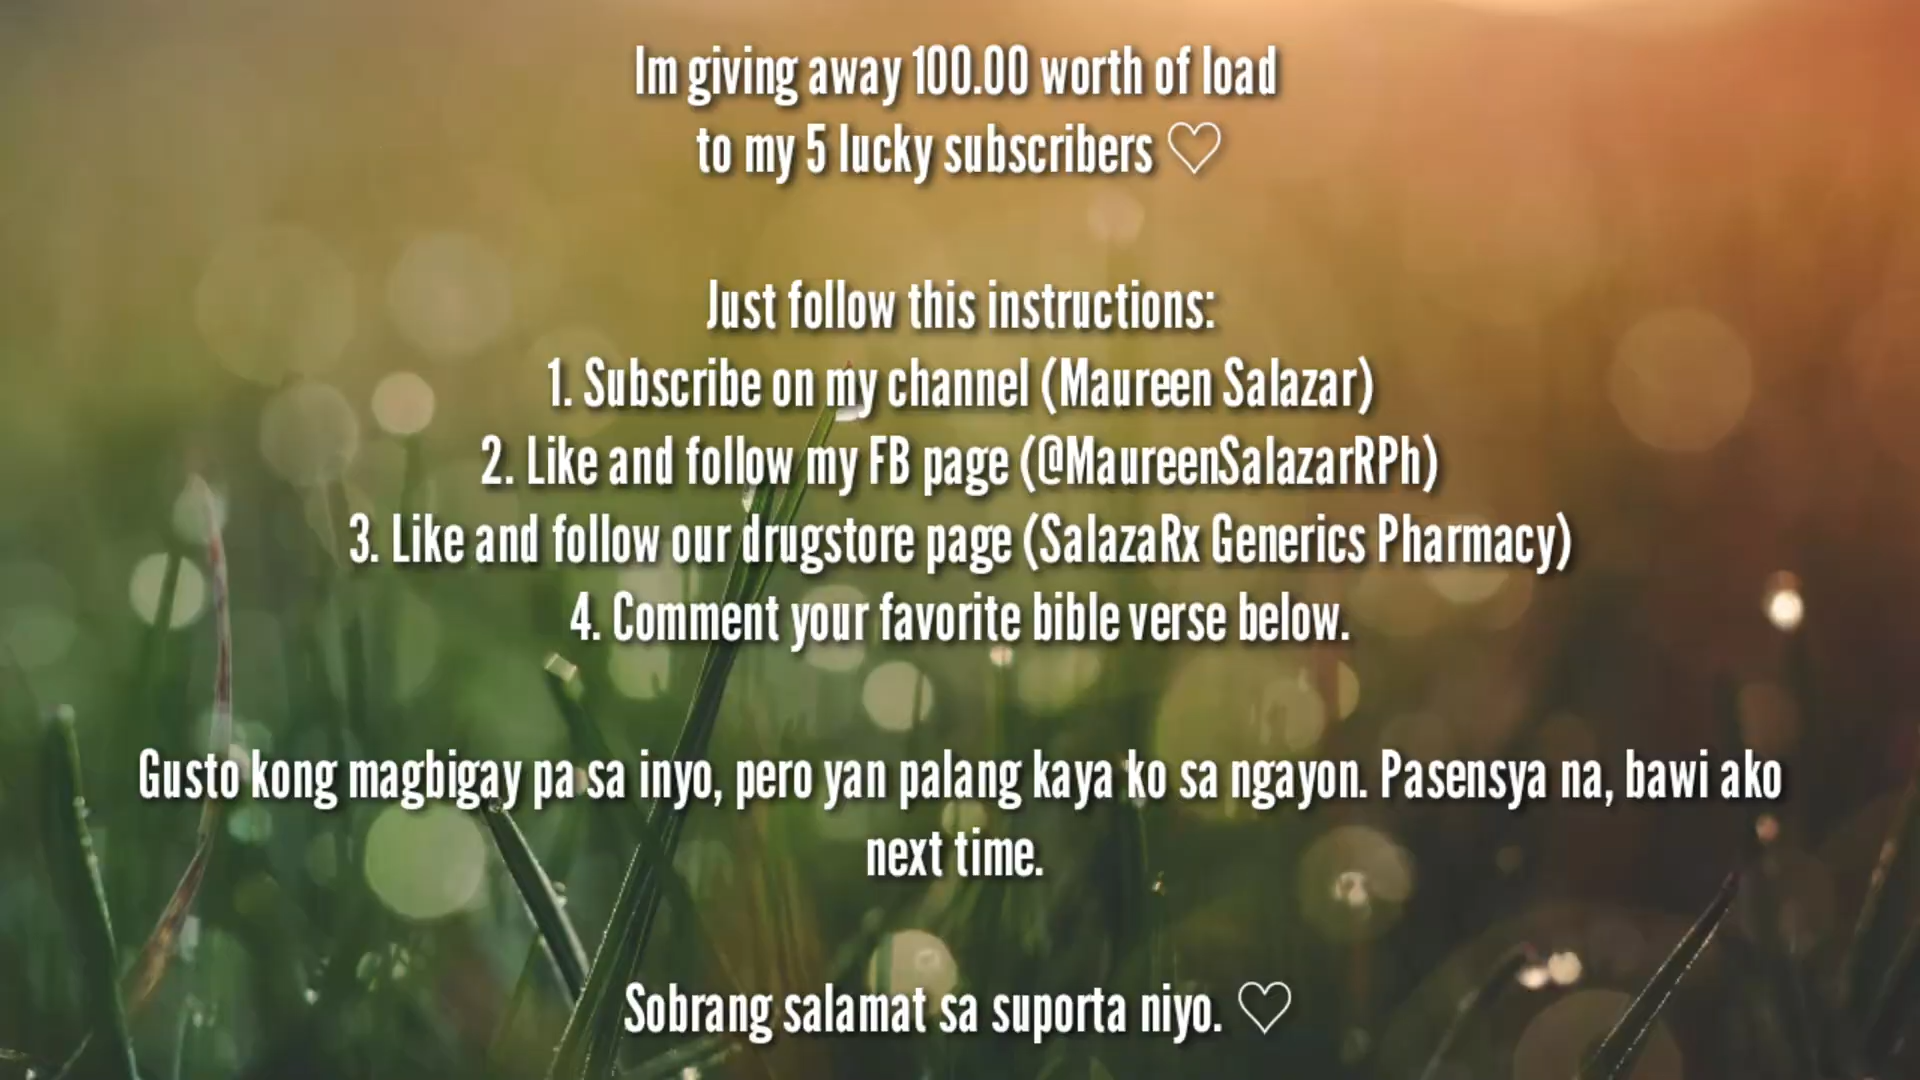 Im giving away 100.00 worth of load
to my 5 lucky subscribers ♡
Just follow this instructions:
1. Subscribe on my channel (Maureen Salazar)
2. Like and follow my FB page (@MaureenSalazarRPh)
3. Like and follow our drugstore page (SalazaRx Generics Pharmacy)
4. Comment your favorite bible verse below.
Gusto kong magbigay pa sa inyo, pero yan palang kaya ko sa ngayon. Pasensya na, bawi ako
next time.
Sobrang salamat sa suporta niyo. ♡